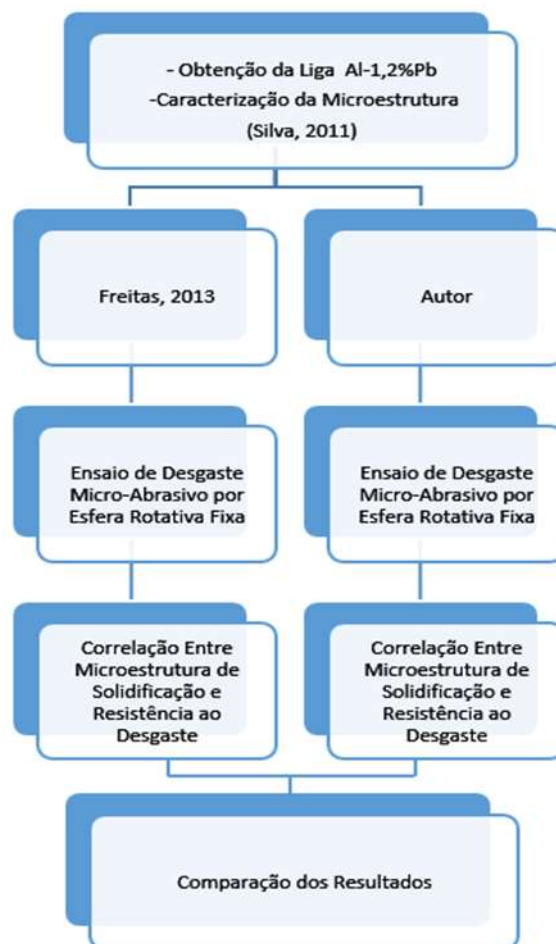 - Obtenção da Liga Al-1,2%Pb
-Caracterização da Microestrutura
(Silva, 2011)
Freitas, 2013
Autor
Ensaio de Desgaste
Micro-Abrasivo por
Esfera Rotativa Fixa
Ensaio de Desgaste
Micro-Abrasivo por
Esfera Rotativa Fixa
Correlação Entre
Microestrutura de
Solidificação e
Resistência ao
Desgaste
Correlação Entre
Microestrutura de
Solidificação e
Resistência ao
Desgaste
Comparação dos Resultados